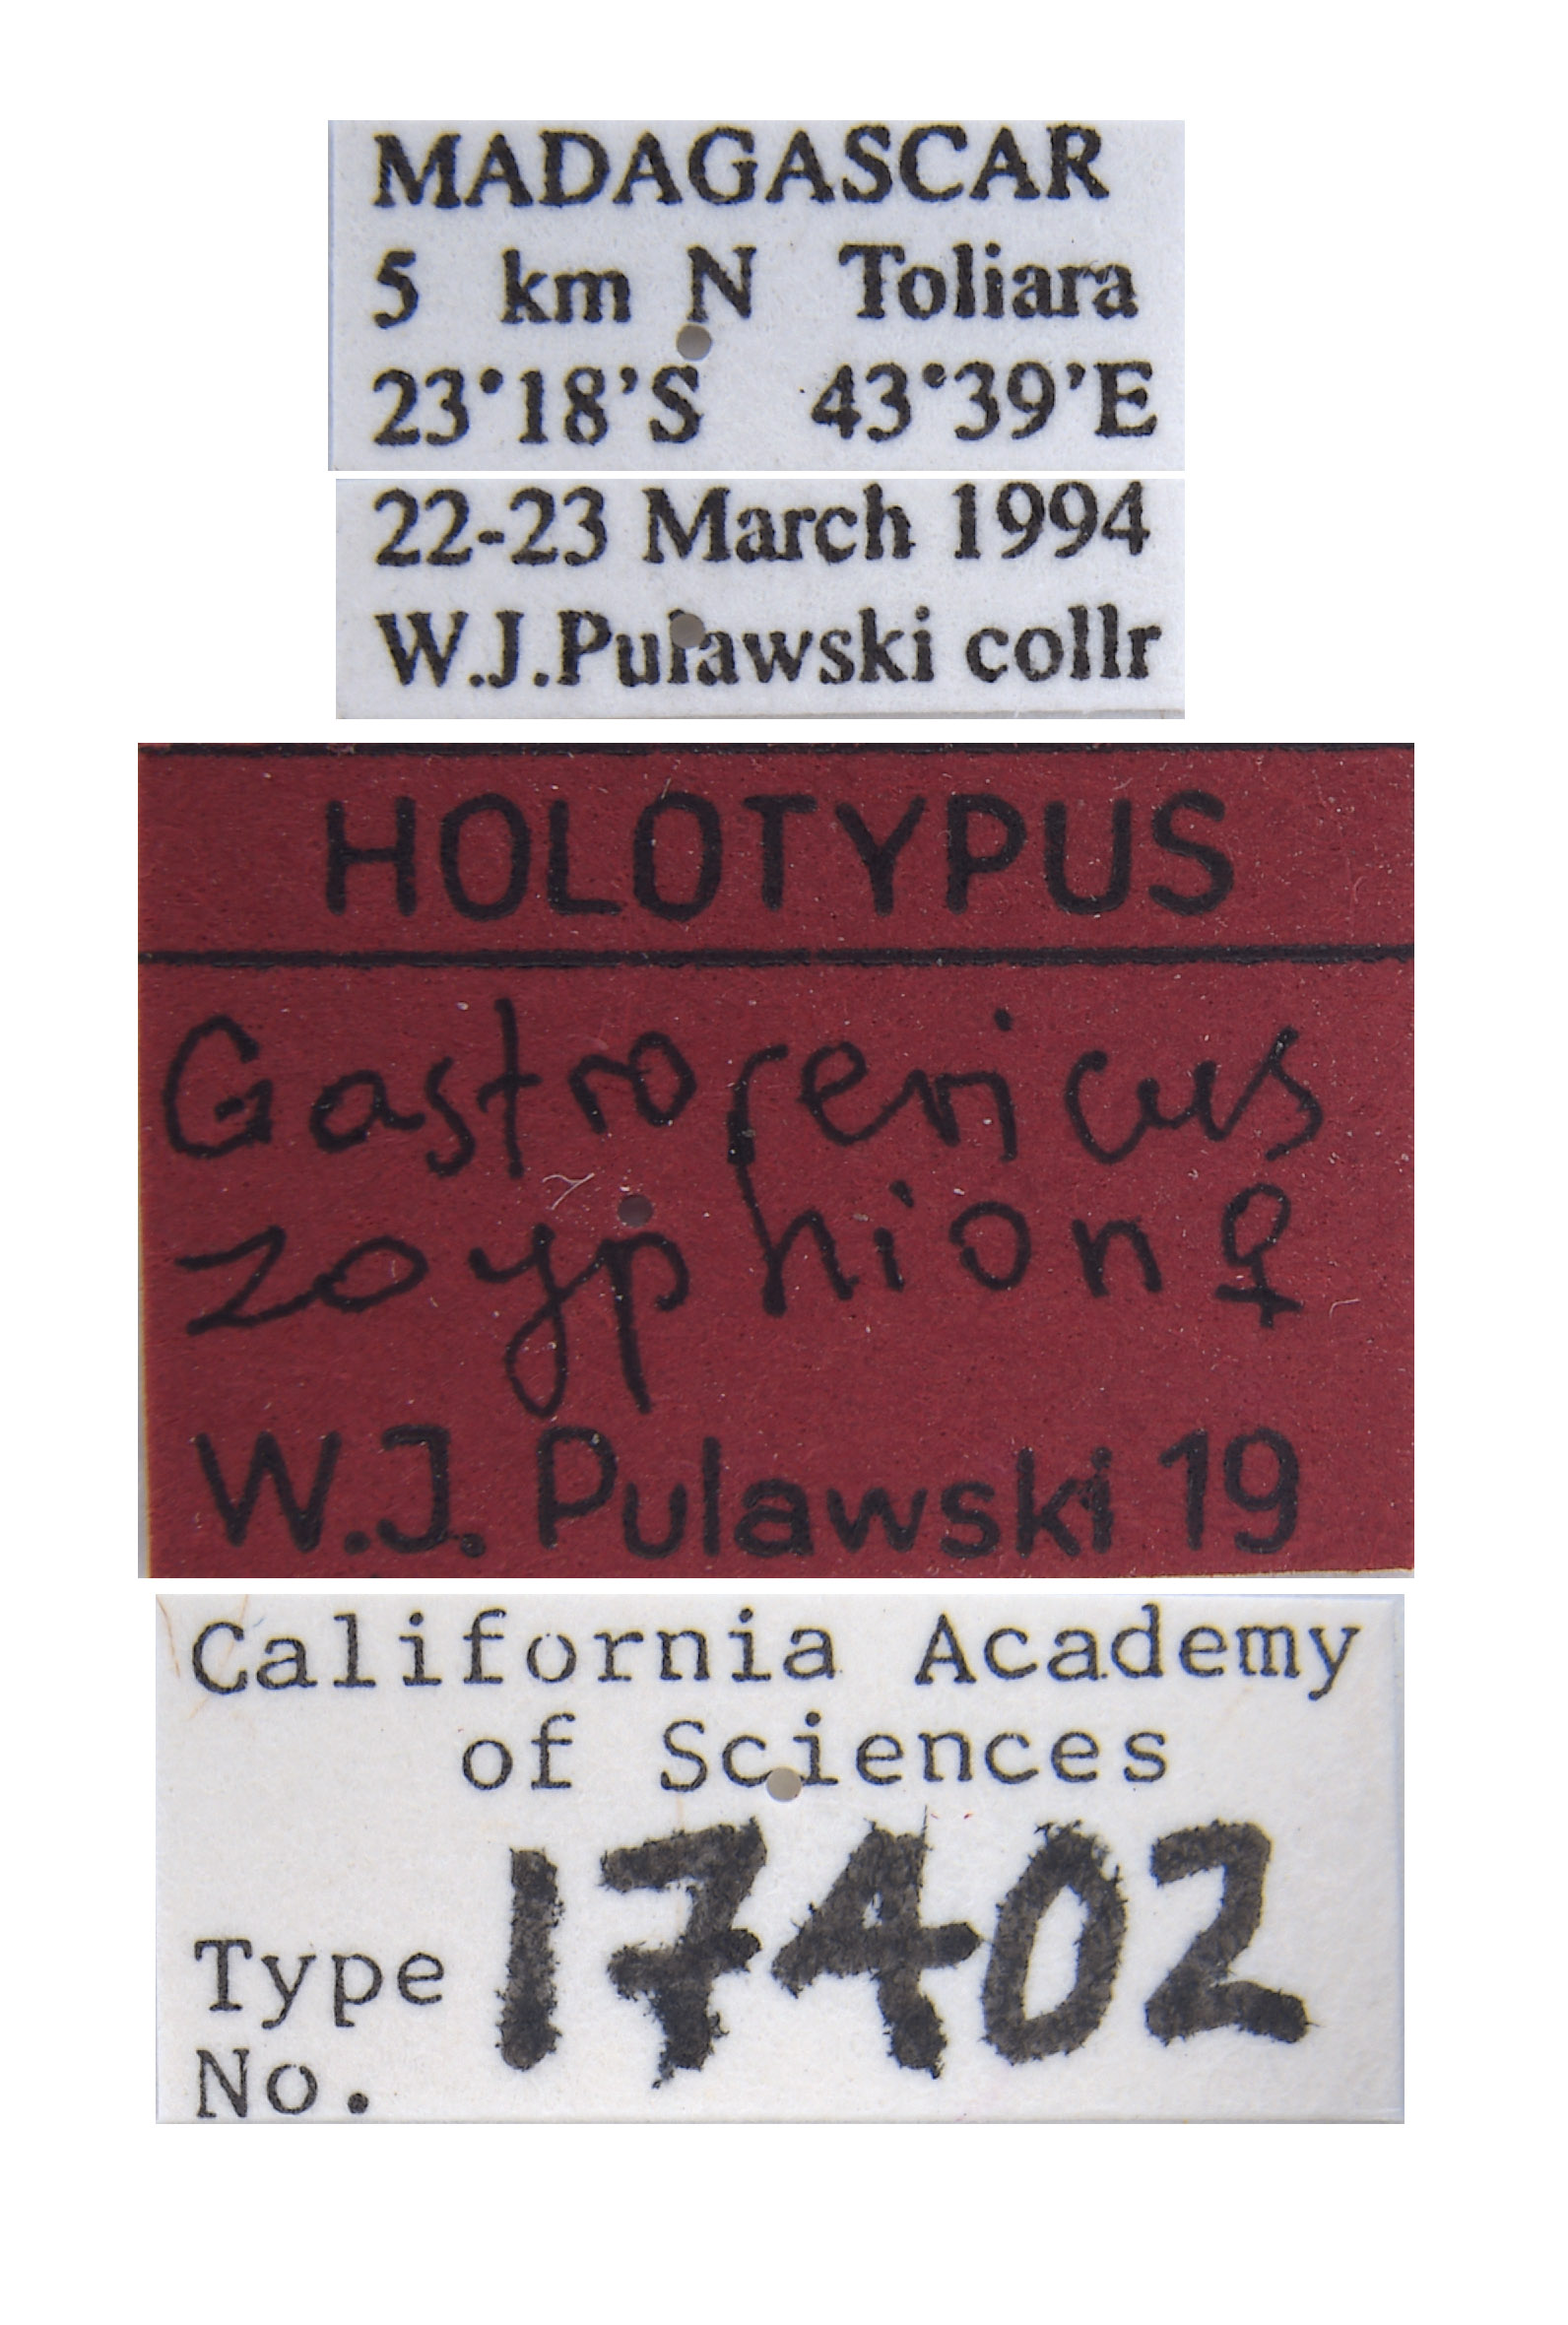 MADAGASCAR
5 km N Toliara
23°18'S 43°39'E
22-23 March 1994
W.J.Pulawski collr
HOLOTYPUS
Gastrosericus
zoyphion ♀
W.J. Pulawski 19
California Academy
of Sciences
Type
No. 17402